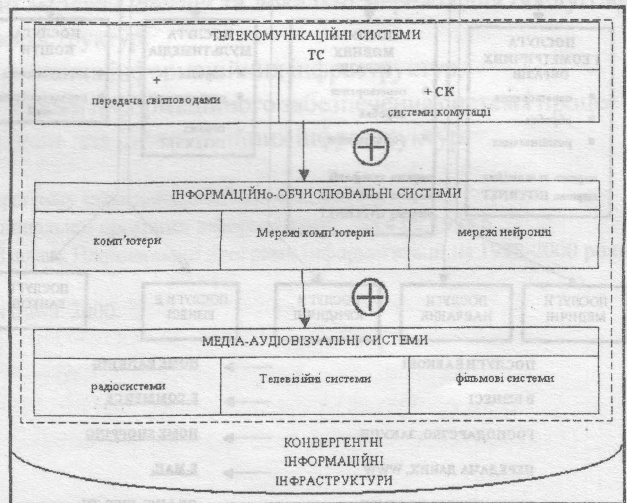 ТЕЛЕКОМУНІКАЦІЙНІ СИСТЕМИ
ТС
+
передача світловодами
+ СК
системи комутації
ІНФОРМАЦІЙНо-ОБЧИСЛЮВАЛЬНІ СИСТЕМИ
комп'ютери
Мережі комп'ютерні
мережі нейронні
МЕДІА-АУДІОВІЗУАЛЬНІ СИСТЕМИ
радіосистеми
Телевізійні системи
фільмові системи
КОНВЕРГЕНТНІ
ІНФОРМАЦІЙНІ
ІНФРАСТРУКТУРИ